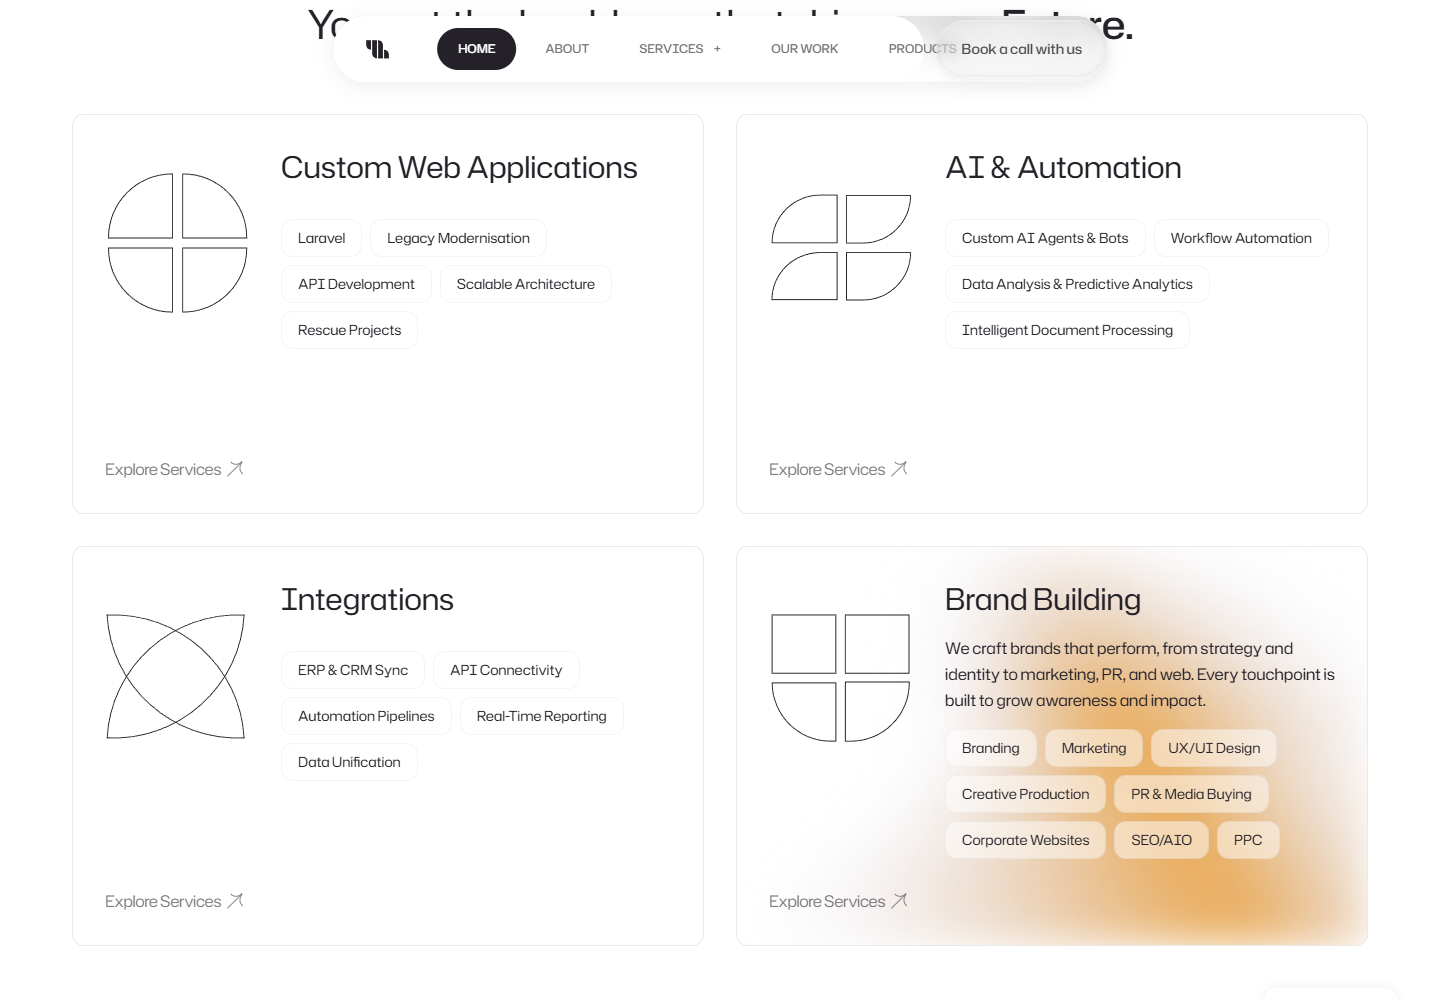 HOME
ABOUT
SERVICES +
OUR WORK
PRODUCTS
Book a call with us
Custom Web Applications
Laravel
Legacy Modernisation
API Development
Scalable Architecture
Rescue Projects
Explore Services
AI & Automation
Custom AI Agents & Bots
Workflow Automation
Data Analysis & Predictive Analytics
Intelligent Document Processing
Explore Services
Integrations
ERP & CRM Sync
API Connectivity
Automation Pipelines
Real-Time Reporting
Data Unification
Explore Services
Brand Building
We craft brands that perform, from strategy and
identity to marketing, PR, and web. Every touchpoint is
built to grow awareness and impact.
Branding
Marketing
UX/UI Design
Creative Production
PR & Media Buying
Corporate Websites
SEO/AIO
PPC
Explore Services